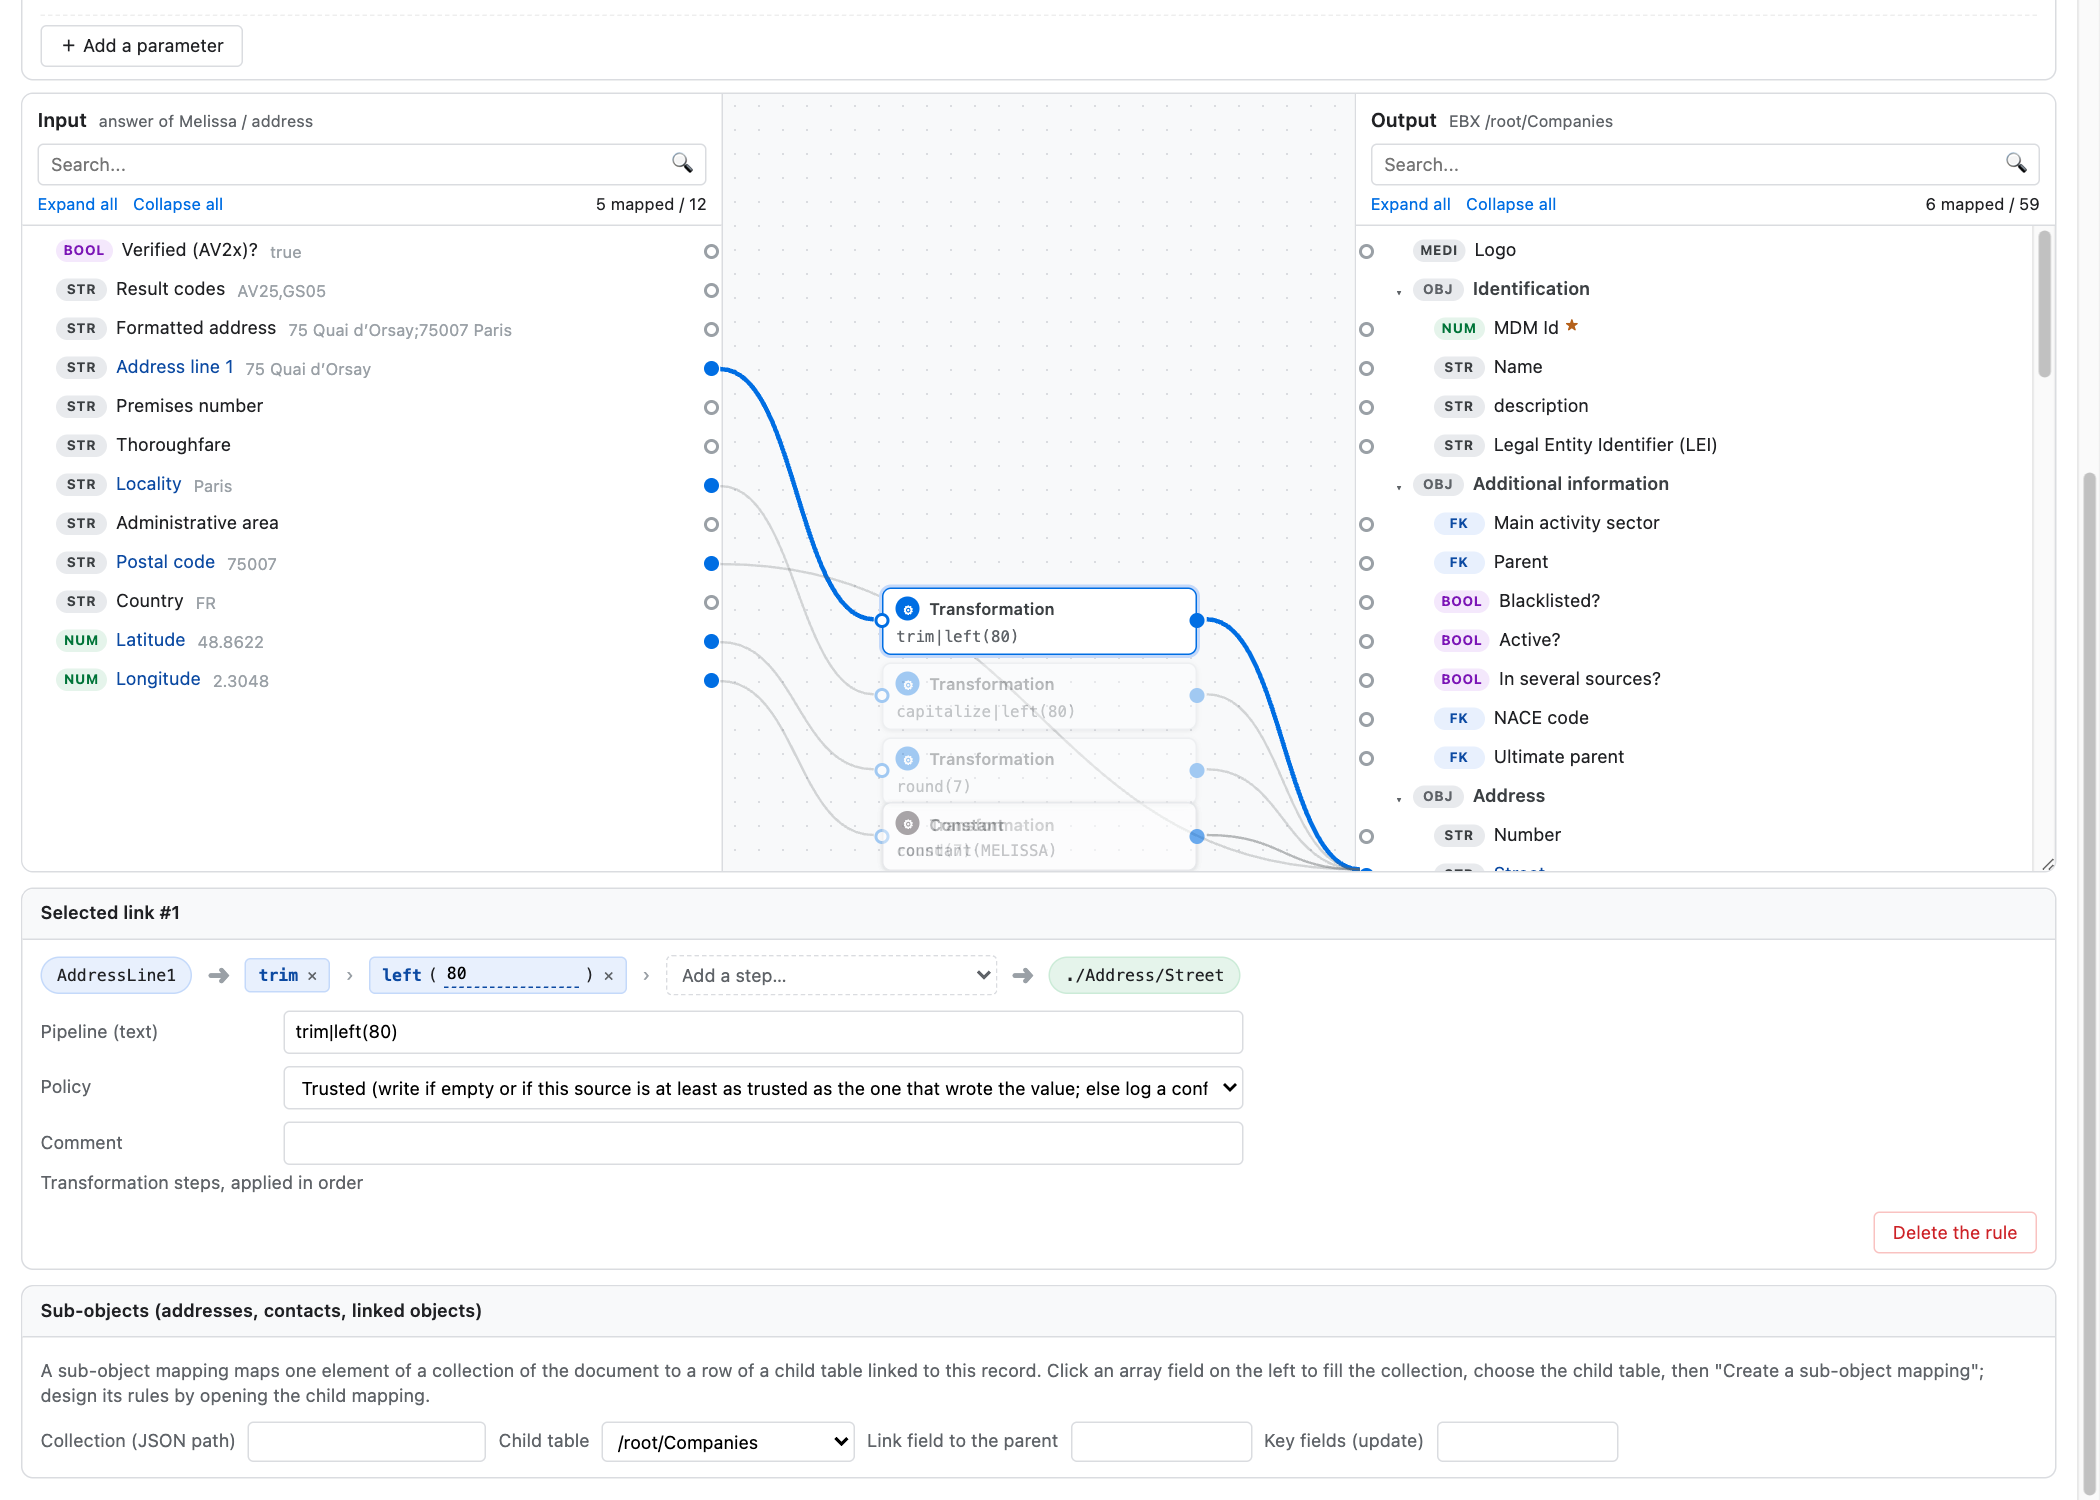 + Add a parameter
Input answer of Melissa / address
Search...
Expand all Collapse all 5 mapped / 12
BOOL Verified (AV2x)? true
STR Result codes AV25,GS05
STR Formatted address 75 Quai d’Orsay;75007 Paris
STR Address line 1 75 Quai d’Orsay
STR Premises number
STR Thoroughfare
STR Locality Paris
STR Administrative area
STR Postal code 75007
STR Country FR
NUM Latitude 48.8622
NUM Longitude 2.3048
Transformation
trim|left(80)
Transformation
capitalize|left(80)
Transformation
round(7)
Constant
constant(MELISSA)
Output EBX /root/Companies
Search...
Expand all Collapse all 6 mapped / 59
MEDI Logo
OBJ Identification
NUM MDM Id ★
STR Name
STR description
STR Legal Entity Identifier (LEI)
OBJ Additional information
FK Main activity sector
FK Parent
BOOL Blacklisted?
BOOL Active?
BOOL In several sources?
FK NACE code
FK Ultimate parent
OBJ Address
STR Number
STR Street
Selected link #1
AddressLine1 ➜ trim × › left ( 80 ) × › Add a step... ➜ ./Address/Street
Pipeline (text) trim|left(80)
Policy Trusted (write if empty or if this source is at least as trusted as the one that wrote the value; else log a conf
Comment
Transformation steps, applied in order
Delete the rule
Sub-objects (addresses, contacts, linked objects)
A sub-object mapping maps one element of a collection of the document to a row of a child table linked to this record. Click an array field on the left to fill the collection, choose the child table, then "Create a sub-object mapping";
design its rules by opening the child mapping.
Collection (JSON path) Child table /root/Companies Link field to the parent Key fields (update)